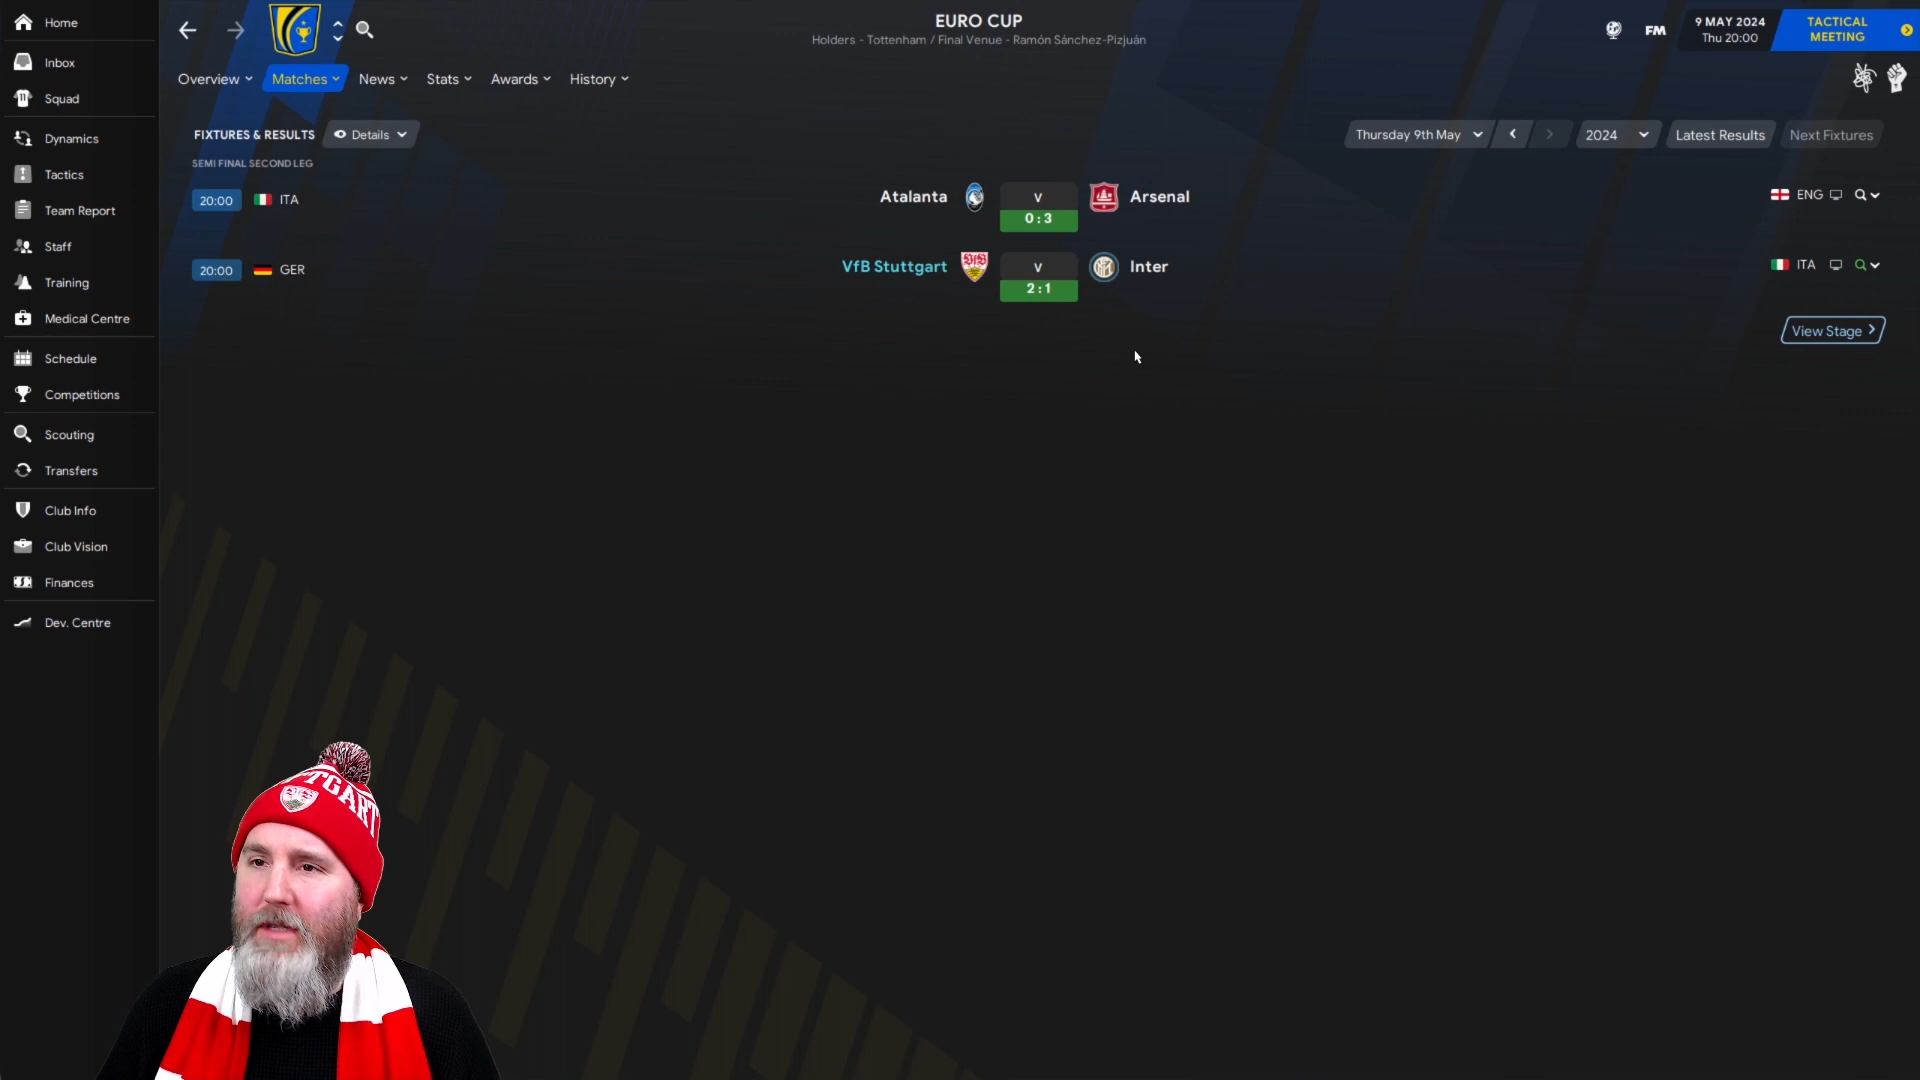 Home
Inbox
Squad
Dynamics
Tactics
Team Report
Staff
Training
Medical Centre
Schedule
Competitions
Scouting
Transfers
Club Info
Club Vision
Finances
Dev. Centre
EURO CUP
Holders - Tottenham / Final Venue - Ramón Sánchez-Pizjuán
FM
9 MAY 2024
Thu 20:00
TACTICAL
MEETING
Overview Matches News Stats Awards History
FIXTURES & RESULTS Details
Thursday 9th May 2024 Latest Results Next Fixtures
SEMI FINAL SECOND LEG
20:00 ITA Atalanta v Arsenal ENG
0 : 3
20:00 GER VfB Stuttgart v Inter ITA
2 : 1
View Stage
TGART